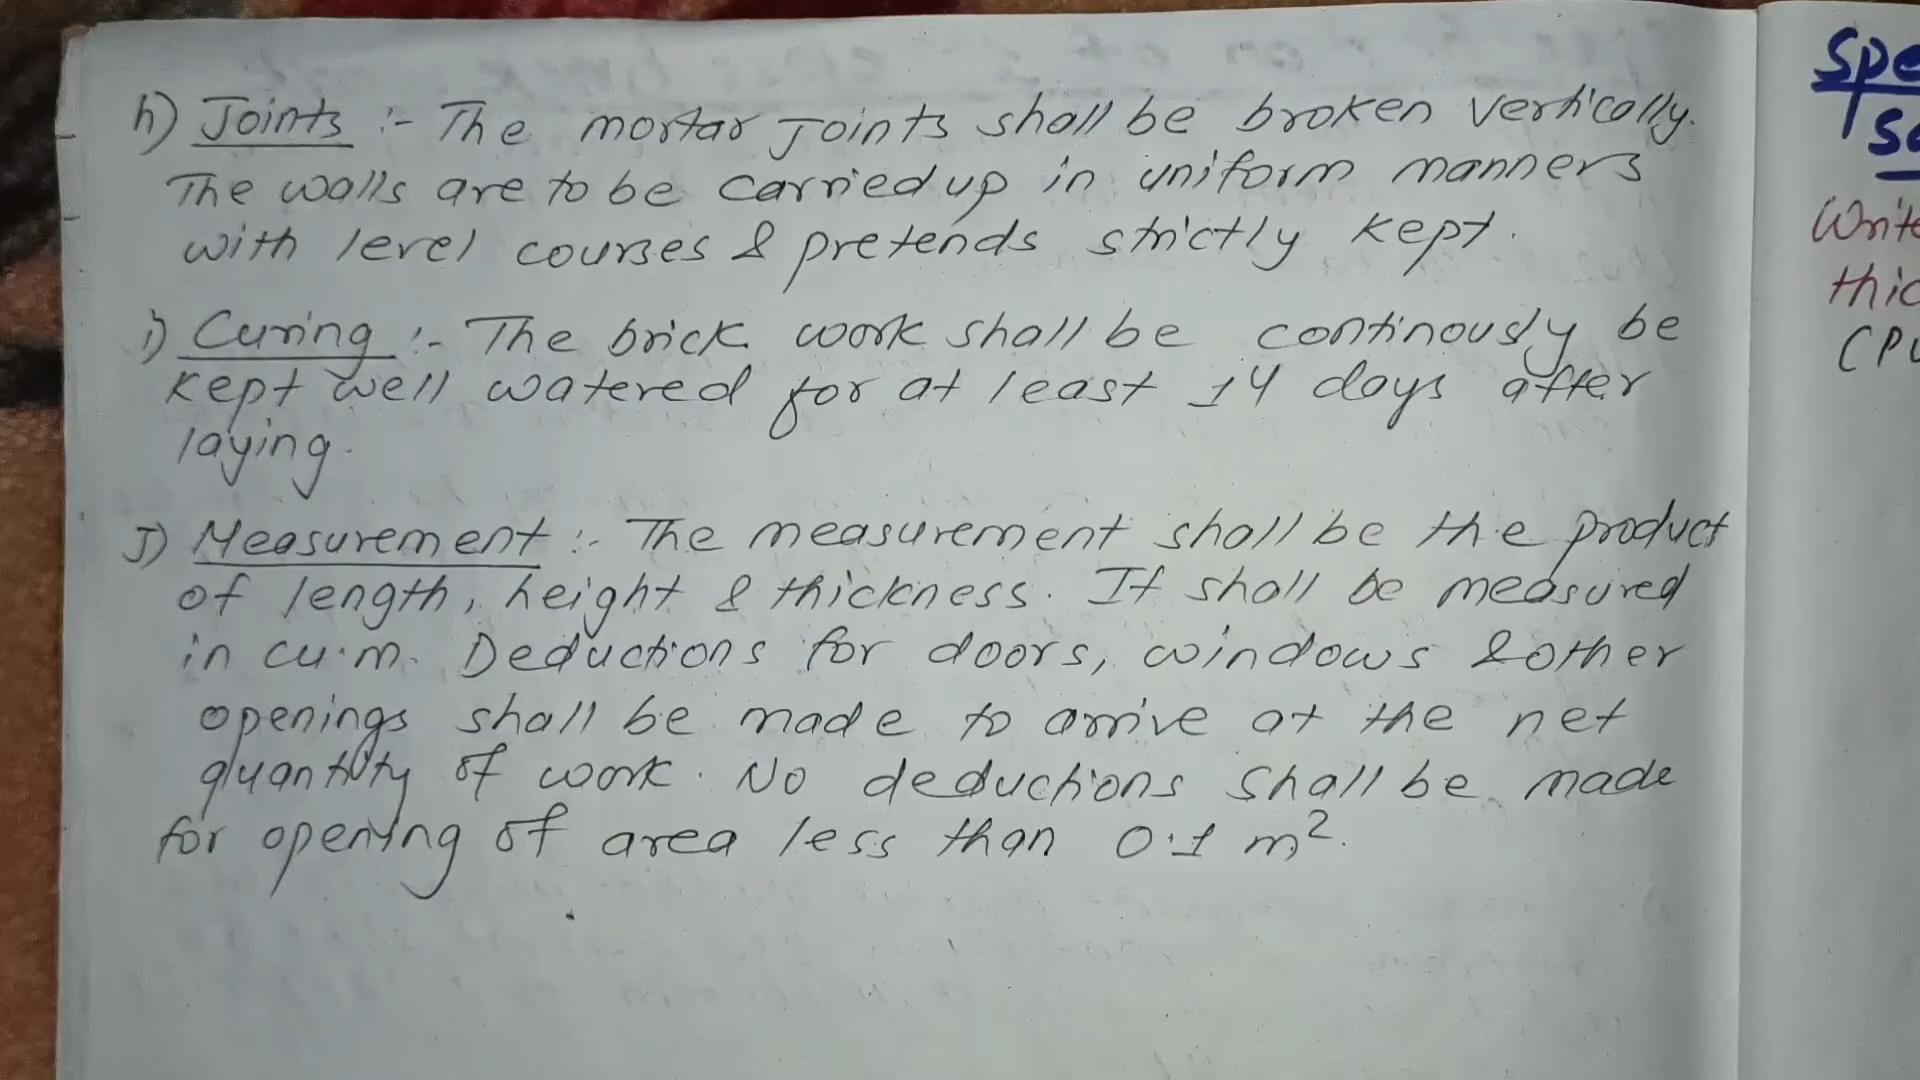 h) Joints :- The mortar Joints shall be broken vertically.
The walls are to be carried up in uniform manners
with level courses & pretends strictly kept.
i) Curing :- The brick work shall be continously be
kept well watered for at least 14 days after
laying.
J) Measurement :- The measurement shall be the product
of length, height & thickness. It shall be measured
in cu.m. Deductions for doors, windows & other
openings shall be made to arrive at the net
quantity of work. No deductions shall be made
for opening of area less than 0.1 m².
Spe
Write
thic